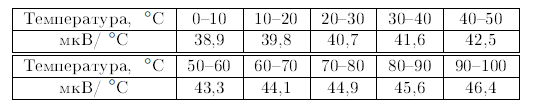 Температура, °C 0–10 10–20 20–30 30–40 40–50
мкВ/ °C 38,9 39,8 40,7 41,6 42,5
Температура, °C 50–60 60–70 70–80 80–90 90–100
мкВ/ °C 43,3 44,1 44,9 45,6 46,4